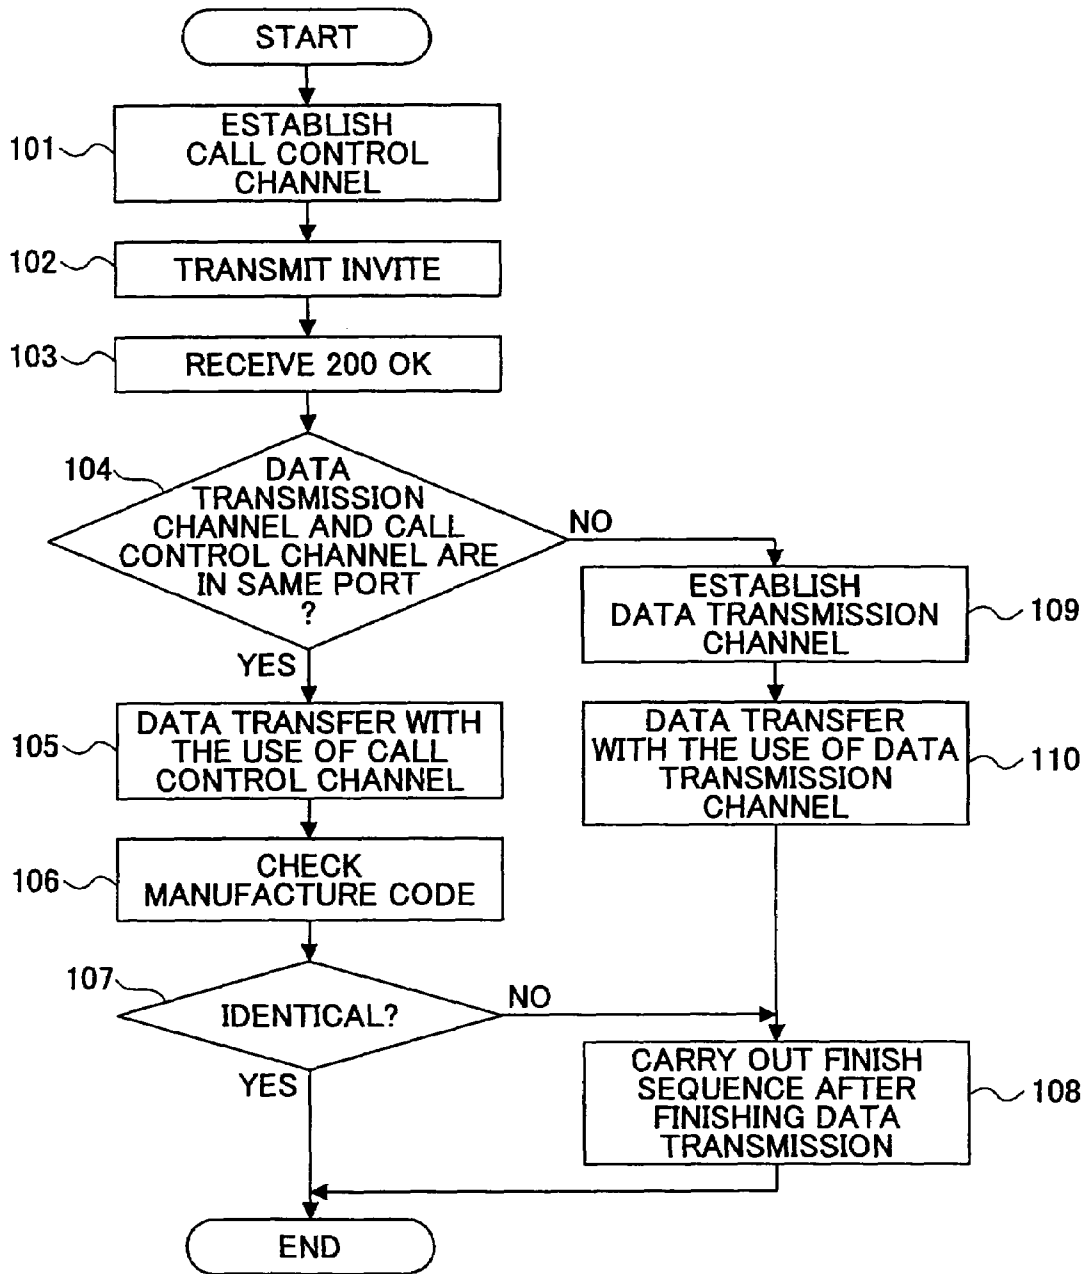 START
101
ESTABLISH
CALL CONTROL
CHANNEL
102
TRANSMIT INVITE
103
RECEIVE 200 OK
104
DATA
TRANSMISSION
CHANNEL AND CALL
CONTROL CHANNEL ARE
IN SAME PORT
?
NO
YES
ESTABLISH
DATA TRANSMISSION
CHANNEL
109
105
DATA TRANSFER WITH
THE USE OF CALL
CONTROL CHANNEL
DATA TRANSFER
WITH THE USE OF DATA
TRANSMISSION
CHANNEL
110
106
CHECK
MANUFACTURE CODE
107
IDENTICAL?
NO
YES
CARRY OUT FINISH
SEQUENCE AFTER
FINISHING DATA
TRANSMISSION
108
END